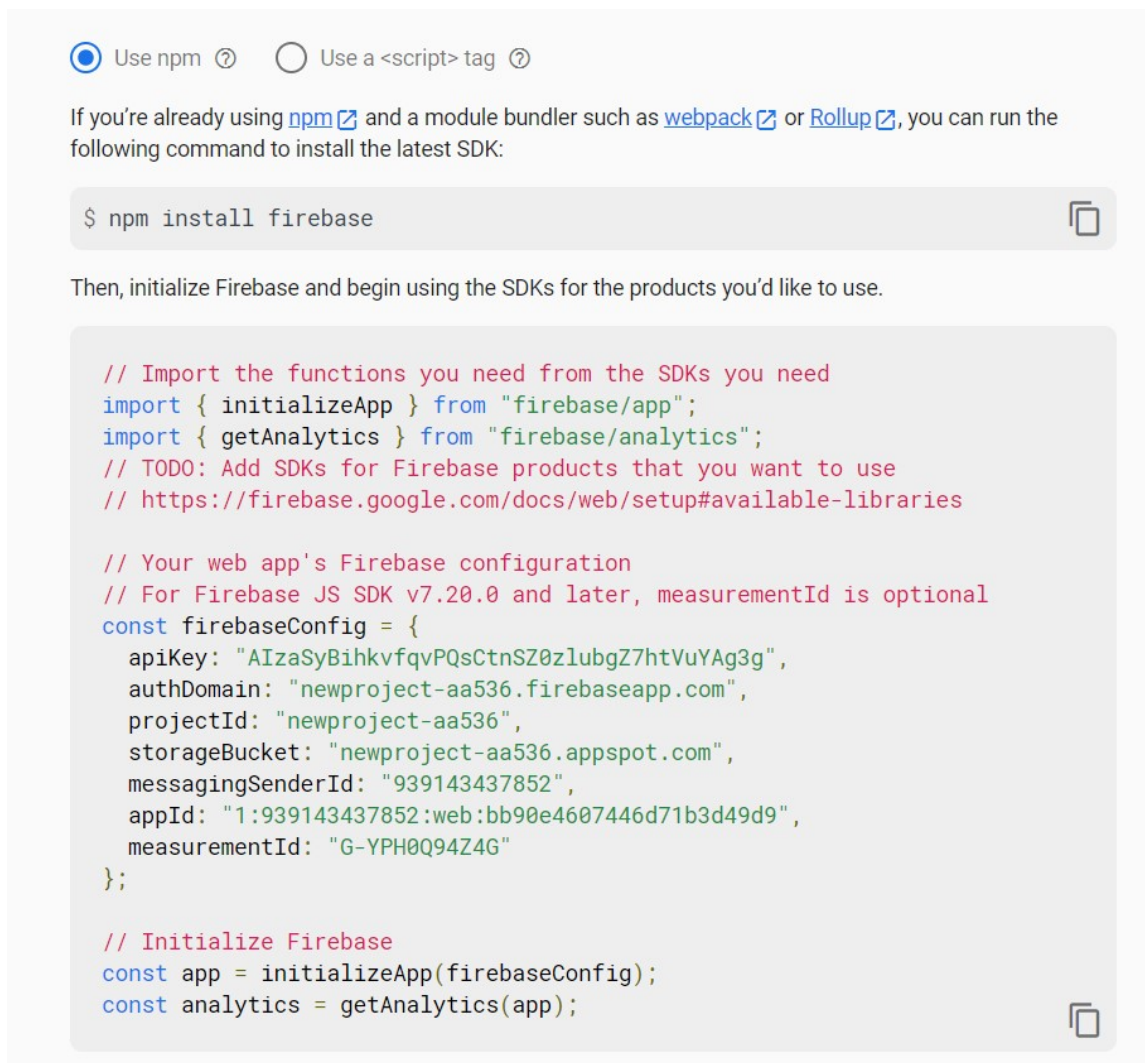 Use npm Use a <script> tag
If you’re already using npm and a module bundler such as webpack or Rollup, you can run the
following command to install the latest SDK:
$ npm install firebase
Then, initialize Firebase and begin using the SDKs for the products you’d like to use.
// Import the functions you need from the SDKs you need
import { initializeApp } from "firebase/app";
import { getAnalytics } from "firebase/analytics";
// TODO: Add SDKs for Firebase products that you want to use
// https://firebase.google.com/docs/web/setup#available-libraries
// Your web app's Firebase configuration
// For Firebase JS SDK v7.20.0 and later, measurementId is optional
const firebaseConfig = {
  apiKey: "AIzaSyBihkvfqvPQsCtnSZ0zlubgZ7htVuYAg3g",
  authDomain: "newproject-aa536.firebaseapp.com",
  projectId: "newproject-aa536",
  storageBucket: "newproject-aa536.appspot.com",
  messagingSenderId: "939143437852",
  appId: "1:939143437852:web:bb90e4607446d71b3d49d9",
  measurementId: "G-YPH0Q94Z4G"
};
// Initialize Firebase
const app = initializeApp(firebaseConfig);
const analytics = getAnalytics(app);